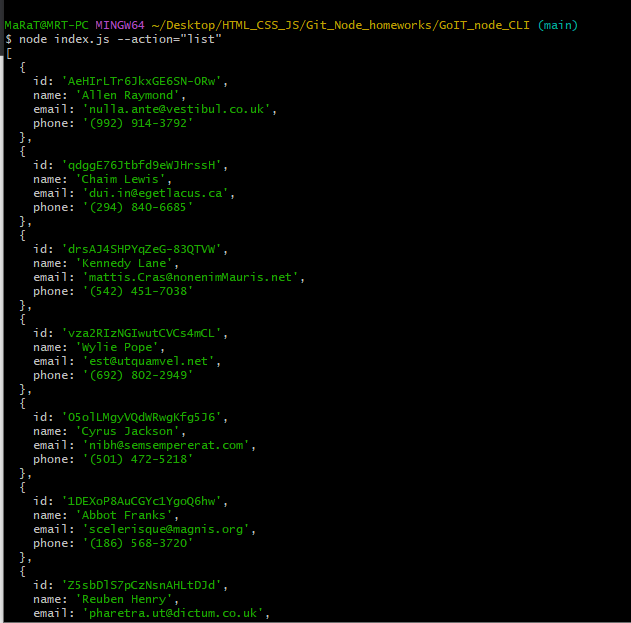 MaRaT@MRT-PC MINGW64 ~/Desktop/HTML_CSS_JS/Git_Node_homeworks/GoIT_node_CLI (main)
$ node index.js --action="list"
[
  {
    id: 'AeHIrLTr6JkxGE6SN-0Rw',
    name: 'Allen Raymond',
    email: 'nulla.ante@vestibul.co.uk',
    phone: '(992) 914-3792'
  },
  {
    id: 'qdggE76Jtbfd9eWJHrssH',
    name: 'Chaim Lewis',
    email: 'dui.in@egetlacus.ca',
    phone: '(294) 840-6685'
  },
  {
    id: 'drsAJ4SHPYqZeG-83QTVW',
    name: 'Kennedy Lane',
    email: 'mattis.Cras@nonenimMauris.net',
    phone: '(542) 451-7038'
  },
  {
    id: 'vza2RIzNGIwutCVCs4mCL',
    name: 'Wylie Pope',
    email: 'est@utquamvel.net',
    phone: '(692) 802-2949'
  },
  {
    id: '05olLMgyVQdWRwgKfg5J6',
    name: 'Cyrus Jackson',
    email: 'nibh@semsempererat.com',
    phone: '(501) 472-5218'
  },
  {
    id: '1DEXoP8AuCGYc1YgoQ6hw',
    name: 'Abbot Franks',
    email: 'scelerisque@magnis.org',
    phone: '(186) 568-3720'
  },
  {
    id: 'Z5sbDlS7pCzNsnAHLtDJd',
    name: 'Reuben Henry',
    email: 'pharetra.ut@dictum.co.uk',